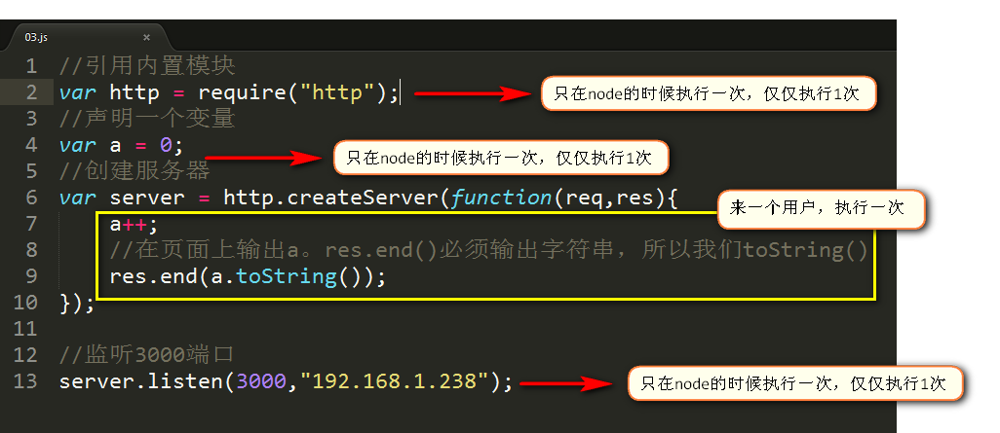 03.js ×
1 //引用内置模块
2 var http = require("http"); 只在node的时候执行一次，仅仅执行1次
3 //声明一个变量
4 var a = 0; 只在node的时候执行一次，仅仅执行1次
5 //创建服务器
6 var server = http.createServer(function(req,res){ 来一个用户，执行一次
7 a++;
8 //在页面上输出a。res.end()必须输出字符串，所以我们toString()
9 res.end(a.toString());
10 });
11
12 //监听3000端口
13 server.listen(3000,"192.168.1.238"); 只在node的时候执行一次，仅仅执行1次